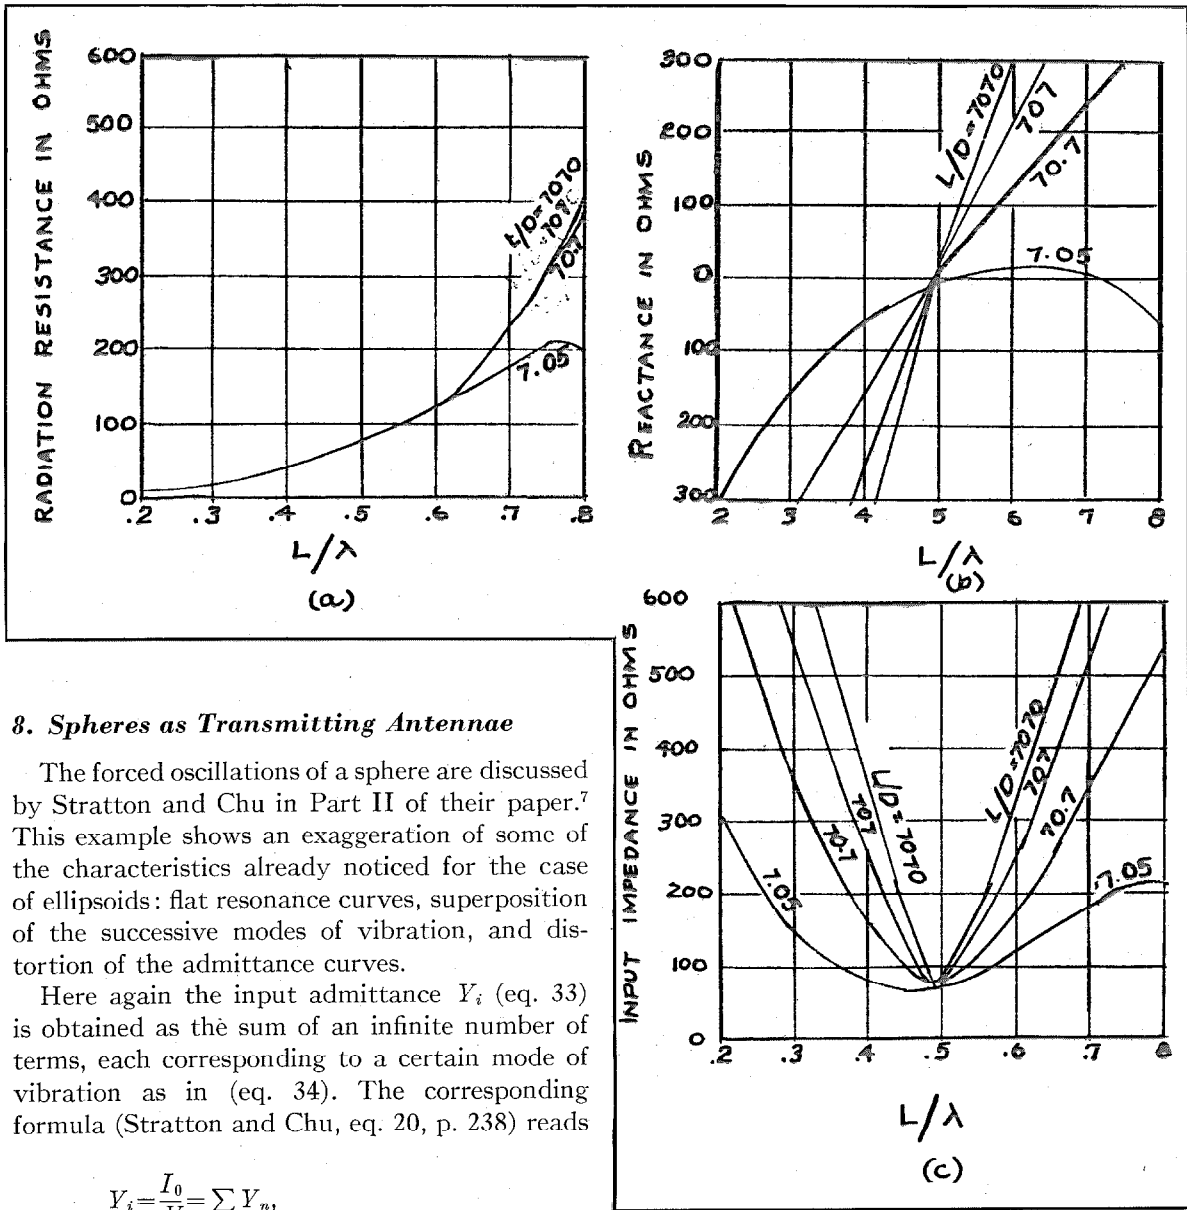 RADIATION RESISTANCE IN OHMS
600
500
400
300
200
100
0
.2 .3 .4 .5 .6 .7 .8
L/D=7070
707
70.7
7.05
L/λ
(a)
REACTANCE IN OHMS
300
200
100
0
100
200
300
.2 .3 .4 .5 .6 .7 .8
L/D=7070
707
70.7
7.05
L/λ
(b)
INPUT IMPEDANCE IN OHMS
600
500
400
300
200
100
0
.2 .3 .4 .5 .6 .7 .8
7.05
70.7
707
L/D=7070
L/D=7070
707
70.7
7.05
L/λ
(c)
8. Spheres as Transmitting Antennae
The forced oscillations of a sphere are discussed
by Stratton and Chu in Part II of their paper.⁷
This example shows an exaggeration of some of
the characteristics already noticed for the case
of ellipsoids: flat resonance curves, superposition
of the successive modes of vibration, and dis-
tortion of the admittance curves.
Here again the input admittance Yᵢ (eq. 33)
is obtained as the sum of an infinite number of
terms, each corresponding to a certain mode of
vibration as in (eq. 34). The corresponding
formula (Stratton and Chu, eq. 20, p. 238) reads
Yᵢ = I₀/V = ∑ Yₙ,